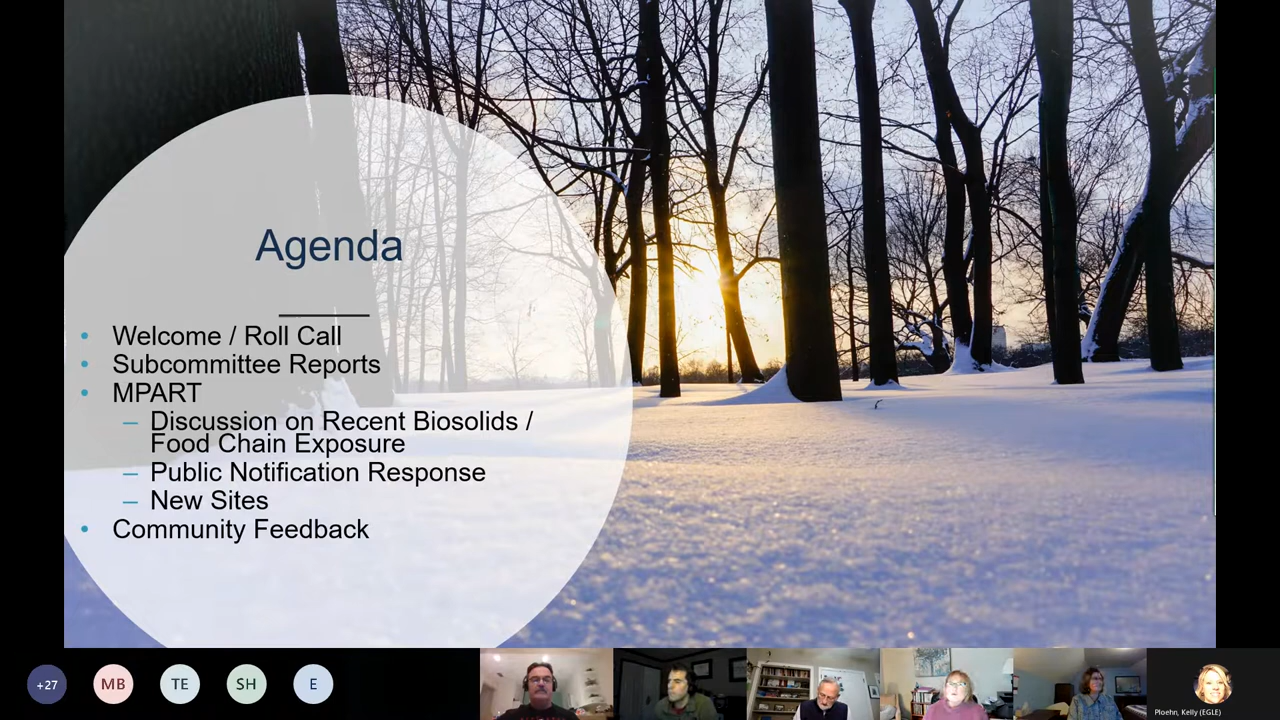 Agenda
• Welcome / Roll Call
• Subcommittee Reports
• MPART
– Discussion on Recent Biosolids /
Food Chain Exposure
– Public Notification Response
– New Sites
• Community Feedback
+27
MB
TE
SH
E
Ploehn, Kelly (EGLE)